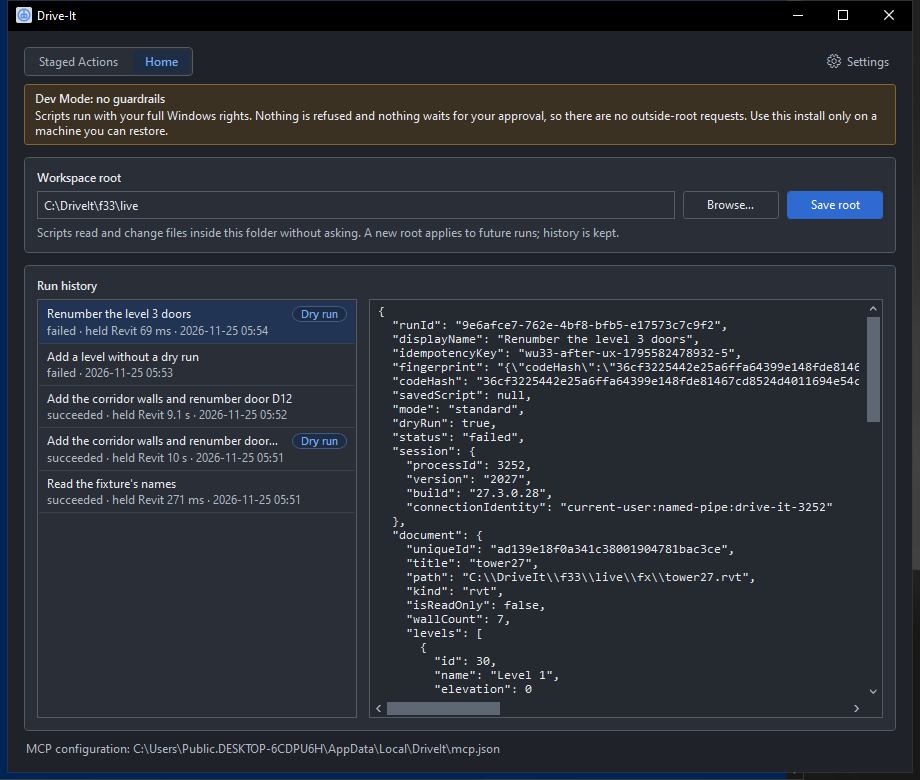 Drive-It
Staged Actions
Home
Settings
Dev Mode: no guardrails
Scripts run with your full Windows rights. Nothing is refused and nothing waits for your approval, so there are no outside-root requests. Use this install only on a
machine you can restore.
Workspace root
C:\DriveIt\f33\live
Browse...
Save root
Scripts read and change files inside this folder without asking. A new root applies to future runs; history is kept.
Run history
Renumber the level 3 doors
Dry run
failed · held Revit 69 ms · 2026-11-25 05:54
Add a level without a dry run
failed · 2026-11-25 05:53
Add the corridor walls and renumber door D12
succeeded · held Revit 9.1 s · 2026-11-25 05:52
Add the corridor walls and renumber door...
Dry run
succeeded · held Revit 10 s · 2026-11-25 05:51
Read the fixture's names
succeeded · held Revit 271 ms · 2026-11-25 05:51
{
"runId": "9e6afce7-762e-4bf8-bfb5-e17573c7c9f2",
"displayName": "Renumber the level 3 doors",
"idempotencyKey": "wu33-after-ux-1795582478932-5",
"fingerprint": "{\"codeHash\":\"36cf3225442e25a6ffa64399e148fde8146
"codeHash": "36cf3225442e25a6ffa64399e148fde81467cd8524d4011694e54c
"savedScript": null,
"mode": "standard",
"dryRun": true,
"status": "failed",
"session": {
"processId": 3252,
"version": "2027",
"build": "27.3.0.28",
"connectionIdentity": "current-user:named-pipe:drive-it-3252"
},
"document": {
"uniqueId": "ad139e18f0a341c38001904781bac3ce",
"title": "tower27",
"path": "C:\\DriveIt\\f33\\live\\fx\\tower27.rvt",
"kind": "rvt",
"isReadOnly": false,
"wallCount": 7,
"levels": [
{
"id": 30,
"name": "Level 1",
"elevation": 0
MCP configuration: C:\Users\Public.DESKTOP-6CDPU6H\AppData\Local\DriveIt\mcp.json